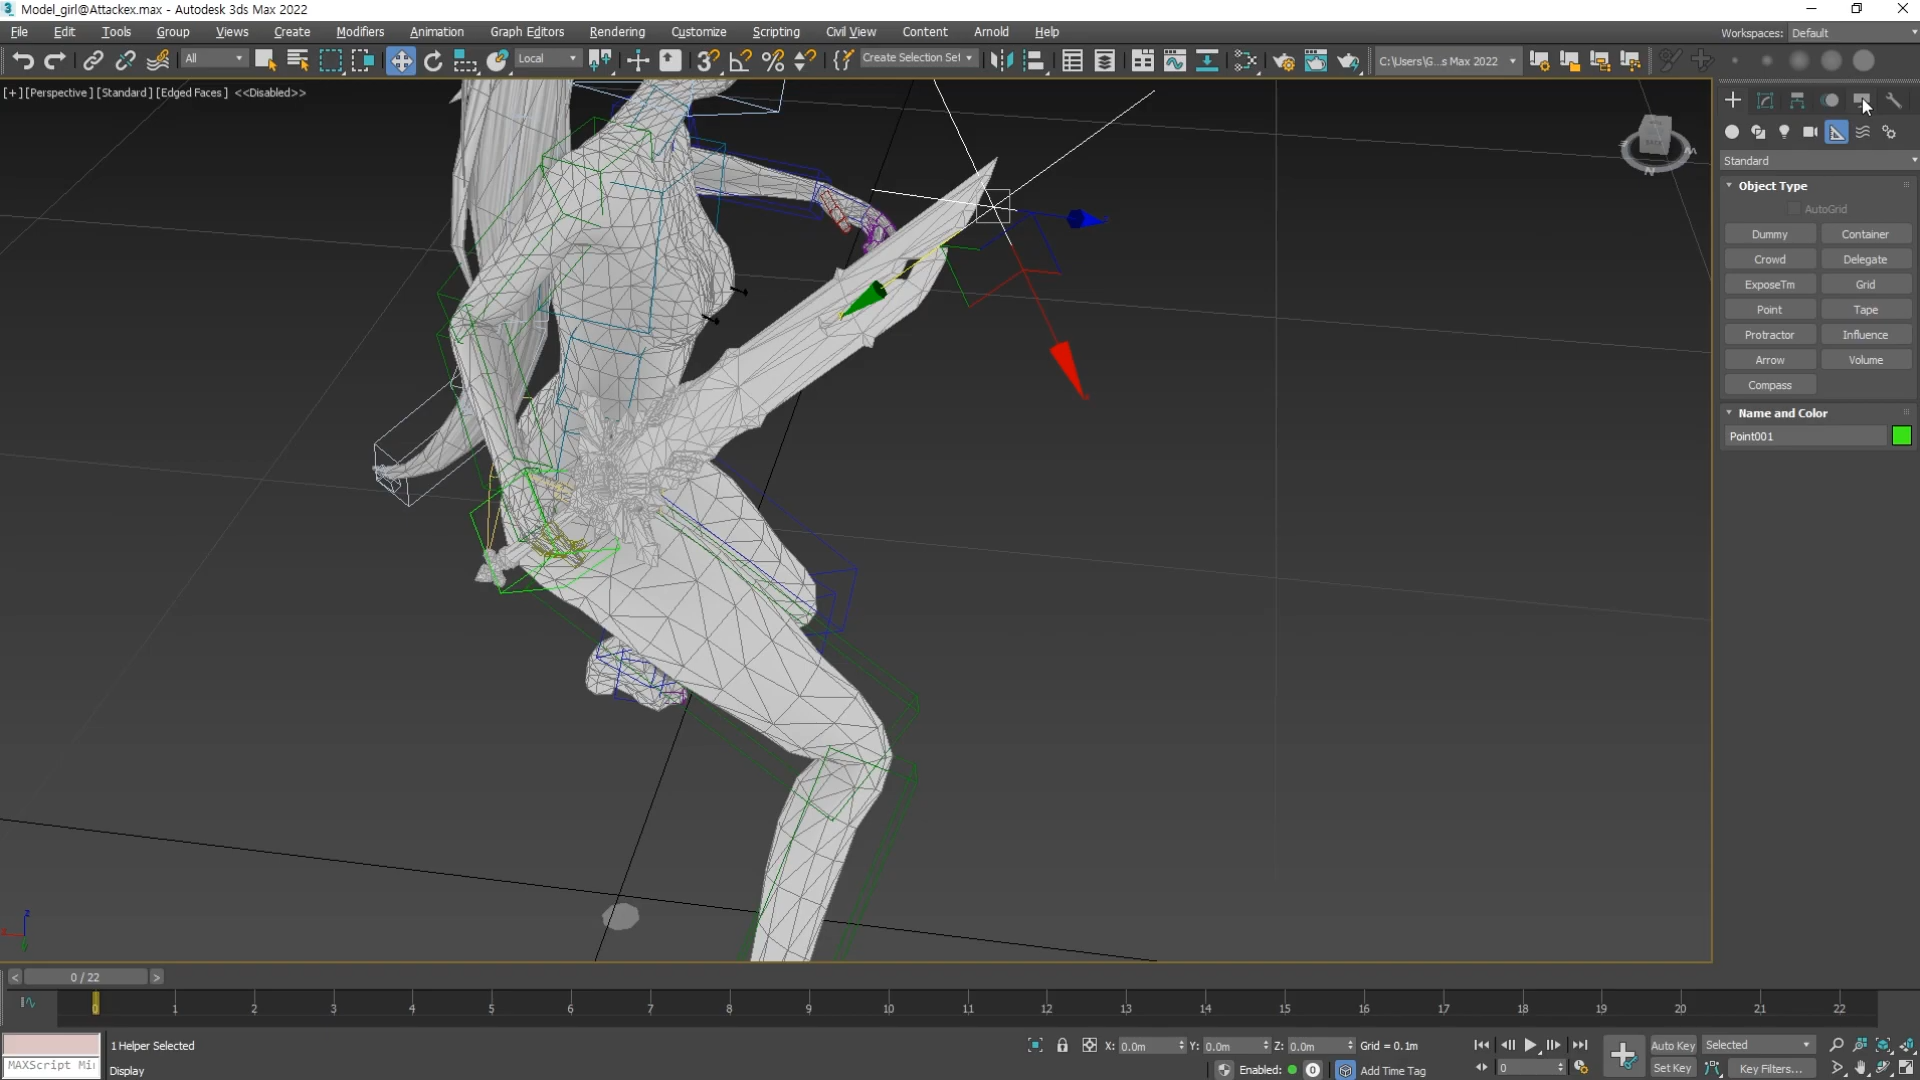 Model_girl@Attackex.max - Autodesk 3ds Max 2022
File Edit Tools Group Views Create Modifiers Animation Graph Editors Rendering Customize Scripting Civil View Content Arnold Help
Workspaces: Default
All
Local
Create Selection Set
C:\Users\G...s Max 2022
[+] [Perspective] [Standard] [Edged Faces] <<Disabled>>
Standard
Object Type
AutoGrid
Dummy Container
Crowd Delegate
ExposeTm Grid
Point Tape
Protractor Influence
Arrow Volume
Compass
Name and Color
Point001
N
z
x
< 0 / 22 >
0 1 2 3 4 5 6 7 8 9 10 11 12 13 14 15 16 17 18 19 20 21 22
1 Helper Selected
X: 0.0m Y: 0.0m Z: 0.0m Grid = 0.1m
Auto Key Selected
MAXScript Mi
Display
Enabled: 0 Add Time Tag
0
Set Key Key Filters...